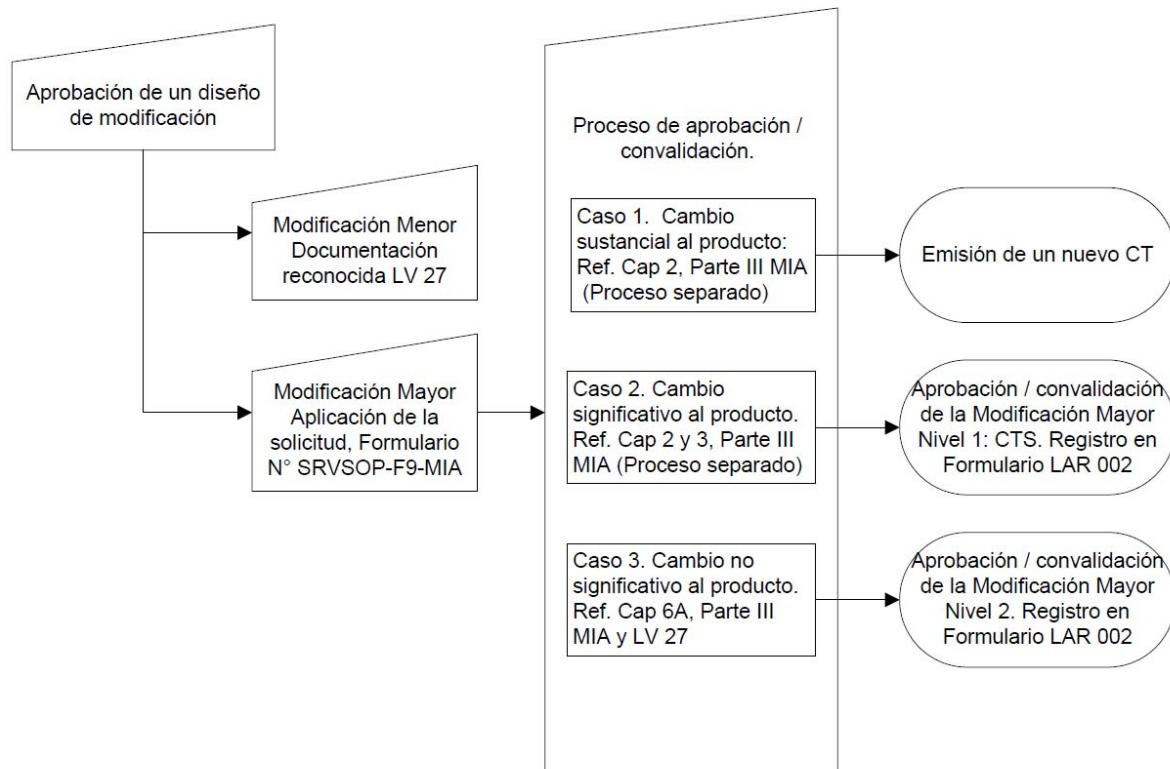 Aprobación de un diseño
de modificación
Modificación Menor
Documentación
reconocida LV 27
Modificación Mayor
Aplicación de la
solicitud, Formulario
N° SRVSOP-F9-MIA
Proceso de aprobación /
convalidación.
Caso 1. Cambio
sustancial al producto:
Ref. Cap 2, Parte III MIA
(Proceso separado)
Emisión de un nuevo CT
Caso 2. Cambio
significativo al producto.
Ref. Cap 2 y 3, Parte III
MIA (Proceso separado)
Aprobación / convalidación
de la Modificación Mayor
Nivel 1: CTS. Registro en
Formulario LAR 002
Caso 3. Cambio no
significativo al producto.
Ref. Cap 6A, Parte III
MIA y LV 27
Aprobación / convalidación
de la Modificación Mayor
Nivel 2. Registro en
Formulario LAR 002